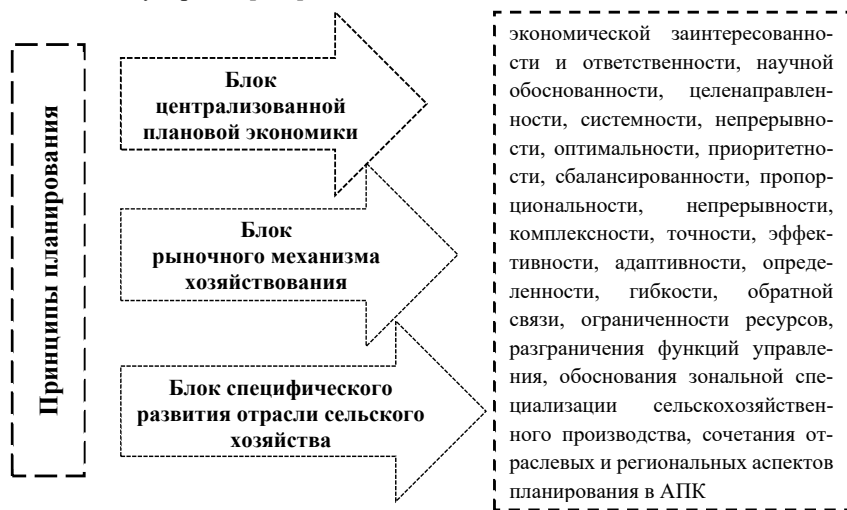 Принципы планирования
Блок
централизованной
плановой экономики
Блок
рыночного механизма
хозяйствования
Блок специфического
развития отрасли сельского
хозяйства
экономической заинтересованно-
сти и ответственности, научной
обоснованности, целенаправлен-
ности, системности, непрерывно-
сти, оптимальности, приоритетно-
сти, сбалансированности, пропор-
циональности, непрерывности,
комплексности, точности, эффек-
тивности, адаптивности, опреде-
ленности, гибкости, обратной
связи, ограниченности ресурсов,
разграничения функций управле-
ния, обоснования зональной спе-
циализации сельскохозяйствен-
ного производства, сочетания от-
раслевых и региональных аспектов
планирования в АПК